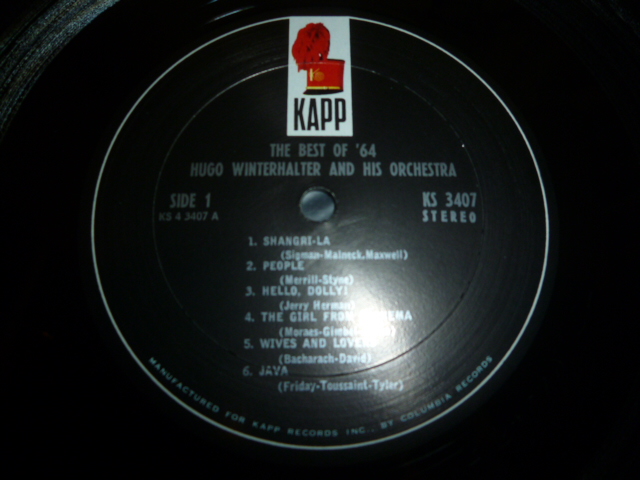 KAPP
THE BEST OF '64
HUGO WINTERHALTER AND HIS ORCHESTRA
SIDE 1
KS 4 3407 A
KS 3407
STEREO
1. SHANGRI-LA
(Sigman-Malneck.Maxwell)
2. PEOPLE
(Merrill-Styne)
3. HELLO, DOLLY!
(Jerry Herman)
4. THE GIRL FROM
(Moraes-
5. WIVES AND LOVERS
(Bacharach-David)
6. JAVA
(Friday-Toussaint-Tyler)
MANUFACTURED FOR KAPP RECORDS INC., BY COLUMBIA RECORDS